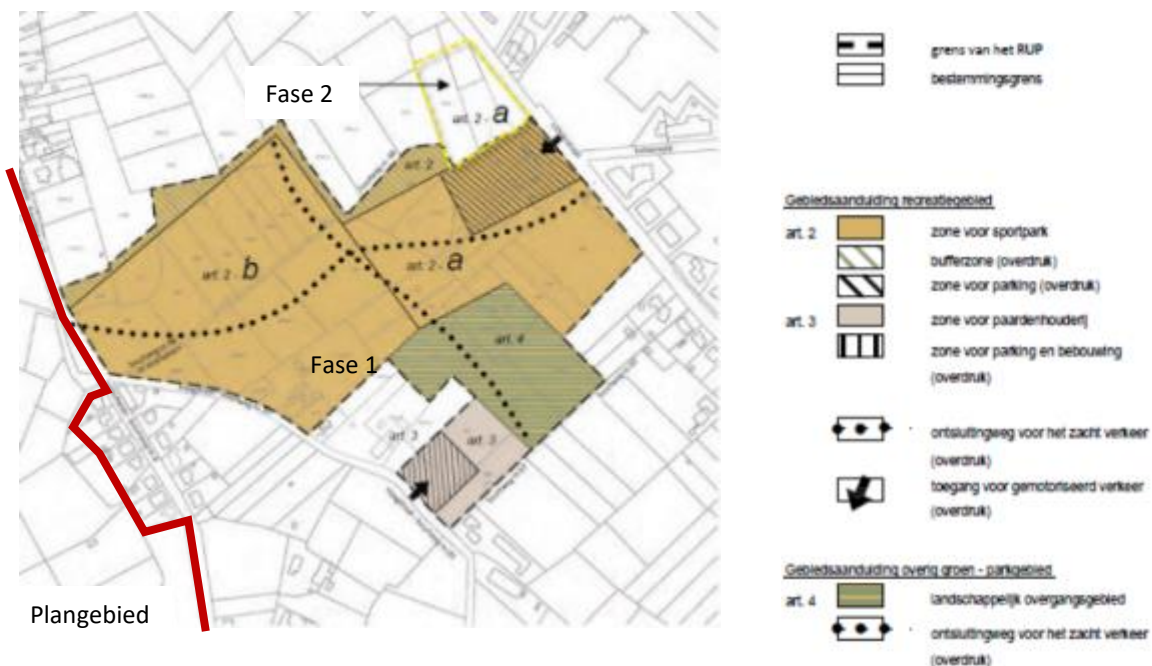 Fase 2
art. 2 - a
art. 2
art. 2 - b
art. 2 - a
art. 4
Fase 1
art. 3
art. 3
Plangebied
grens van het RUP
bestemmingsgrens
Gebiedsaanduiding recreatiegebied
art. 2
zone voor sportpark
bufferzone (overdruk)
zone voor parking (overdruk)
art. 3
zone voor paardenhouderij
zone voor parking en bebouwing
(overdruk)
ontsluitingweg voor het zacht verkeer
(overdruk)
toegang voor gemotoriseerd verkeer
(overdruk)
Gebiedsaanduiding overig groen - parkgebied
art. 4
landschappelijk overgangsgebied
ontsluitingweg voor het zacht verkeer
(overdruk)